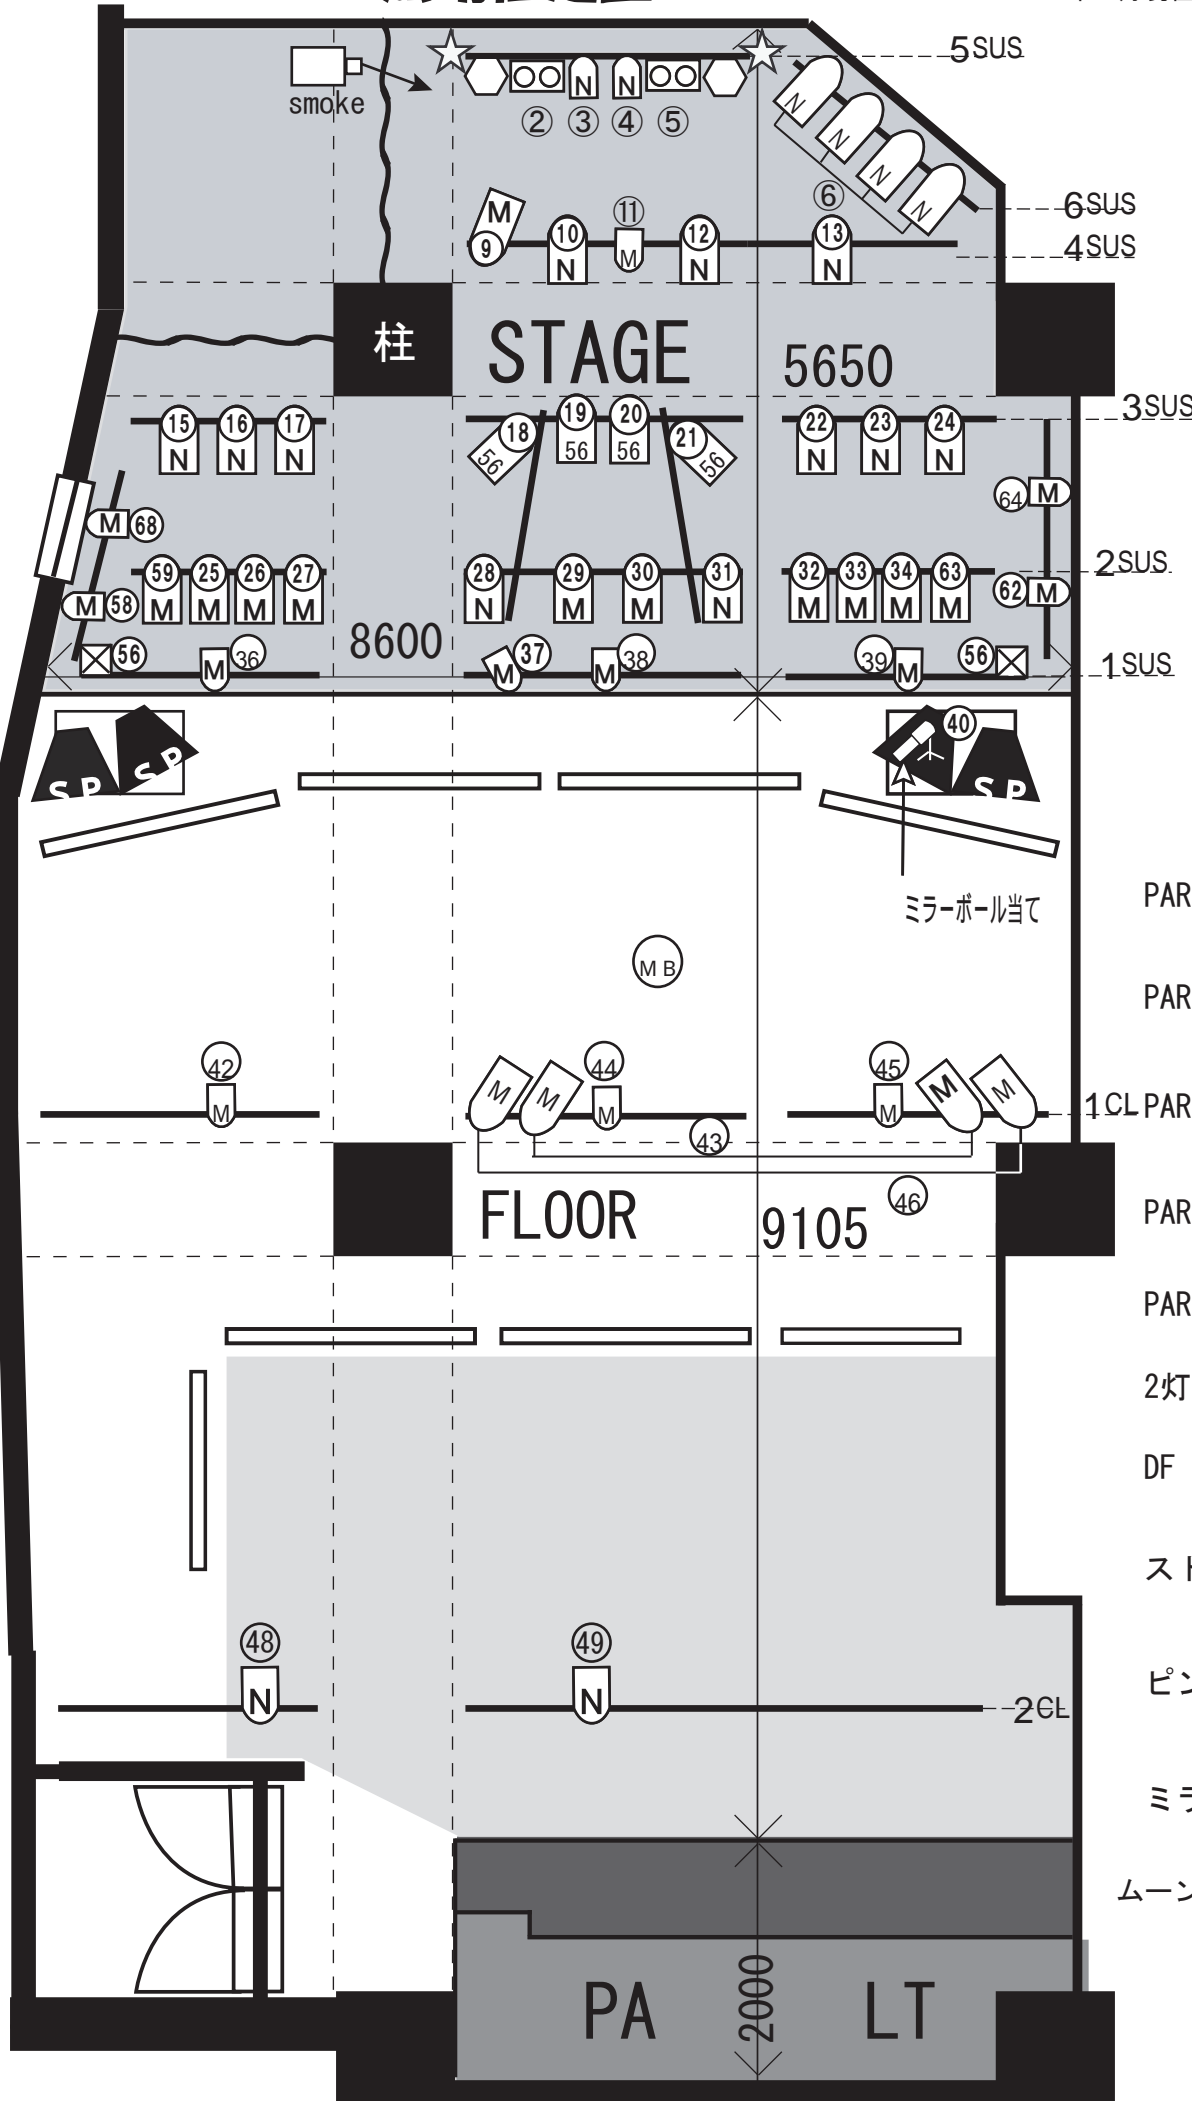 5SUS
smoke
N N
② ③ ④ ⑤
N
N
N
N
⑥
6SUS
M
9
10
N
⑪
M
12
N
13
N
4SUS
柱
STAGE
5650
3SUS
15 16 17
N N N
18 19 20 21
56 56 56 56
22 23 24
N N N
64 M
M 68
2SUS
59 25 26 27
M M M M
28 29 30 31
N M M N
32 33 34 63
M M M M
62 M
M 58
8600
56
M 36
M 37
M 38
39 M
56
1SUS
SP SP
40
SP
ミラーボール当て
PAR
MB
PAR
42
M
M M
44
M
43
45
M
M M
1CL
PAR
46
FLOOR
9105
PAR
PAR
2灯
DF
48
N
49
N
2CL
PA
2000
LT